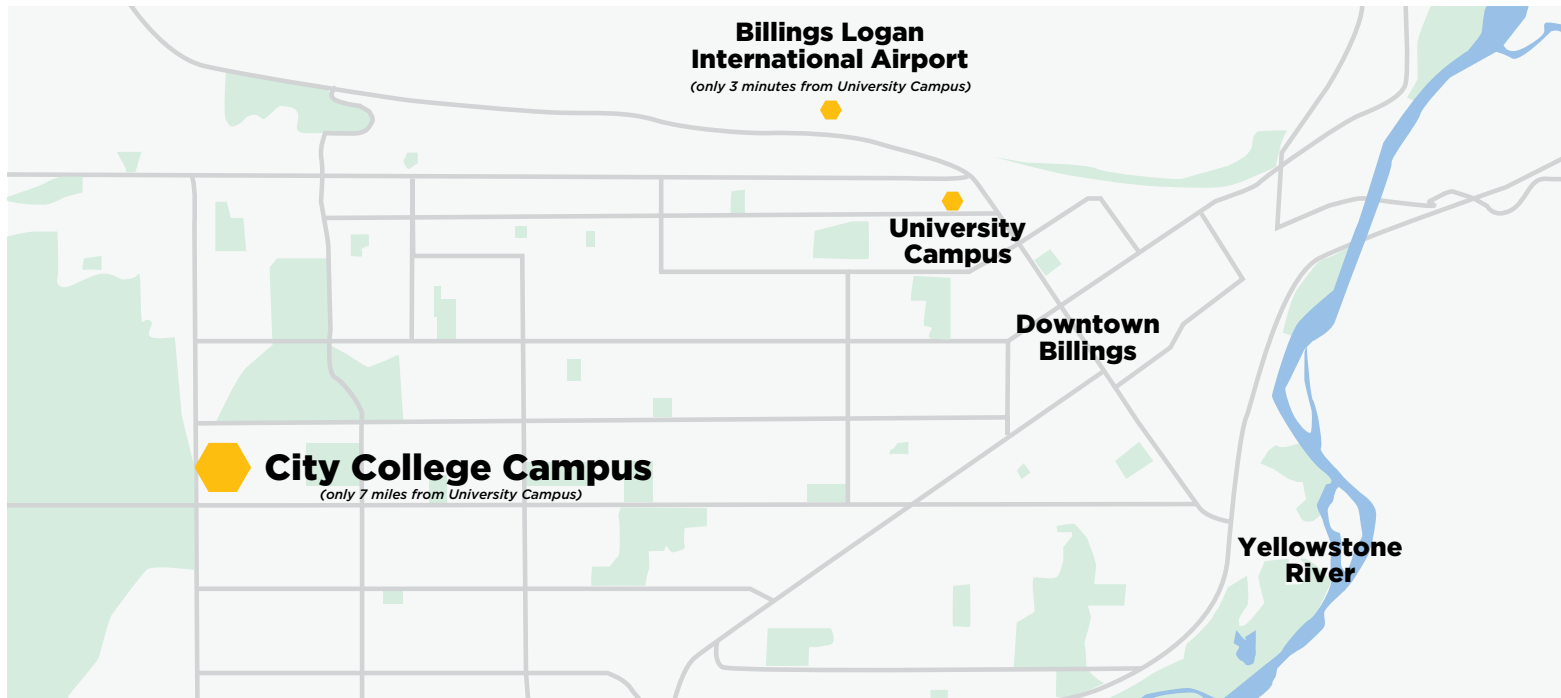 Billings Logan
International Airport
(only 3 minutes from University Campus)
University
Campus
Downtown
Billings
City College Campus
(only 7 miles from University Campus)
Yellowstone
River